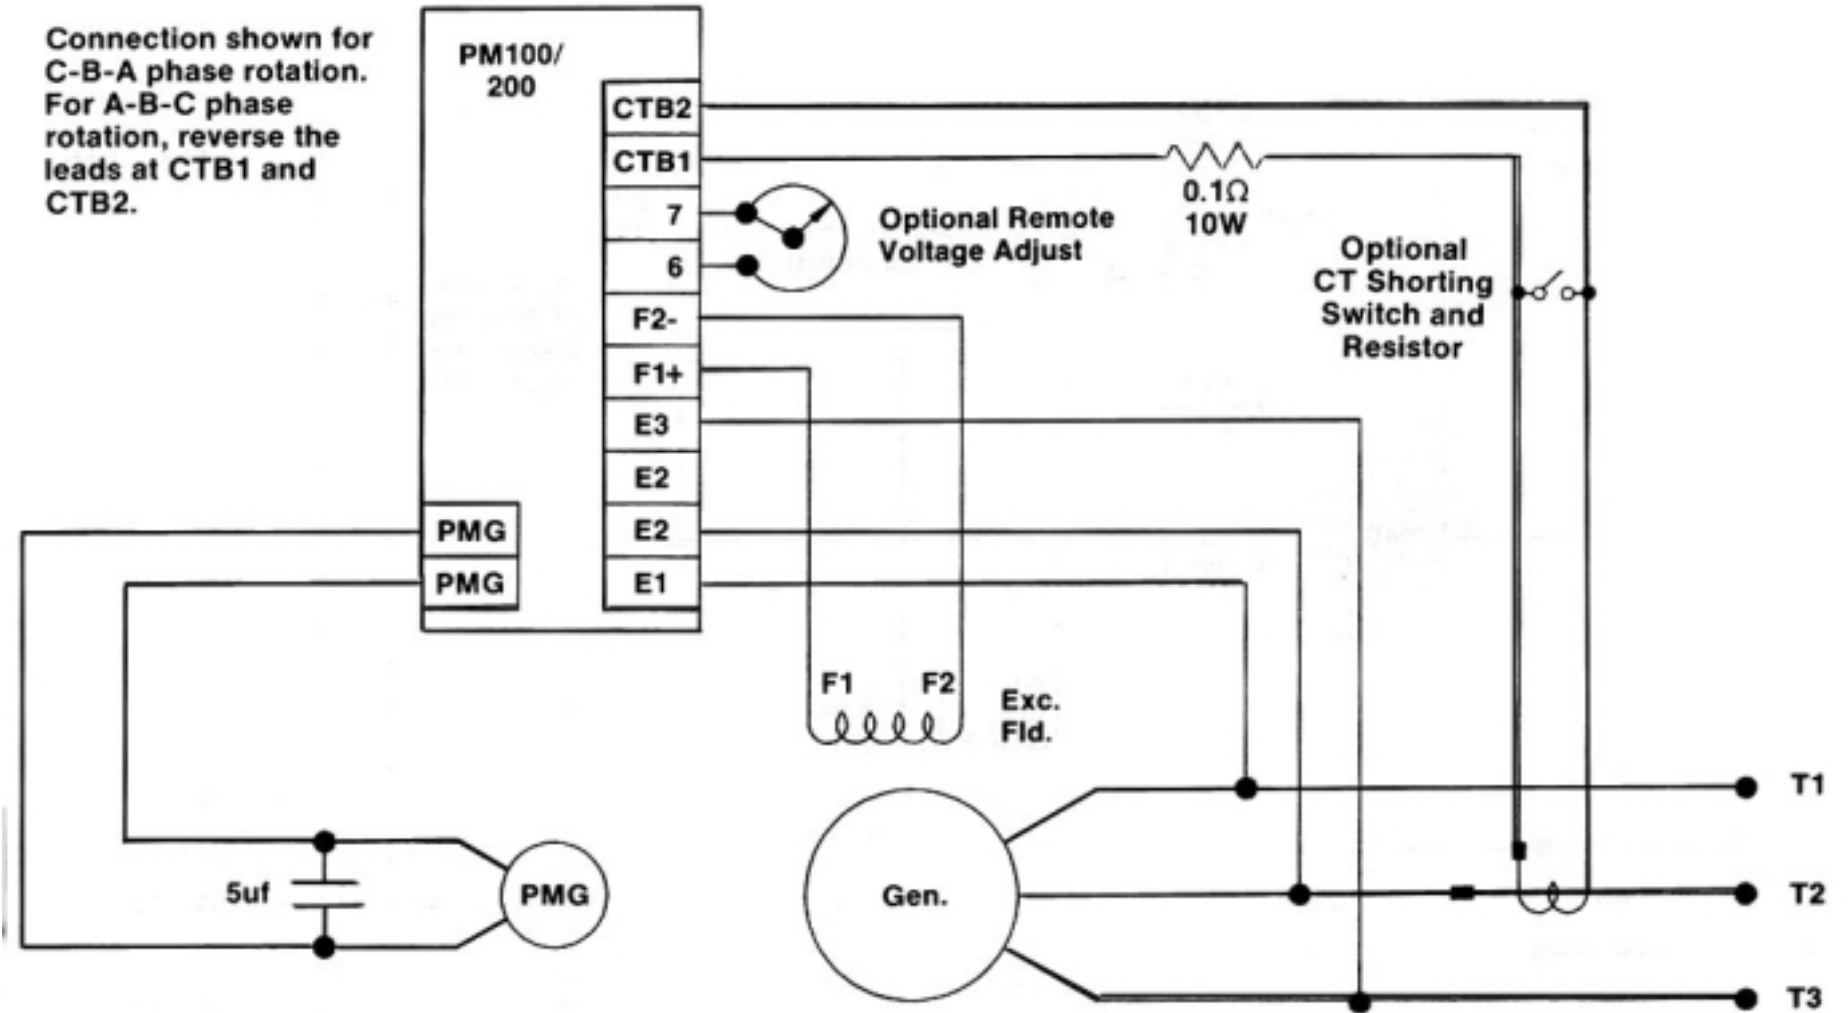 Connection shown for
C-B-A phase rotation.
For A-B-C phase
rotation, reverse the
leads at CTB1 and
CTB2.
PM100/
200
CTB2
CTB1
7
6
F2-
F1+
E3
E2
E2
E1
PMG
PMG
0.1Ω
10W
Optional Remote
Voltage Adjust
Optional
CT Shorting
Switch and
Resistor
F1
F2
Exc.
Fld.
5uf
PMG
Gen.
T1
T2
T3